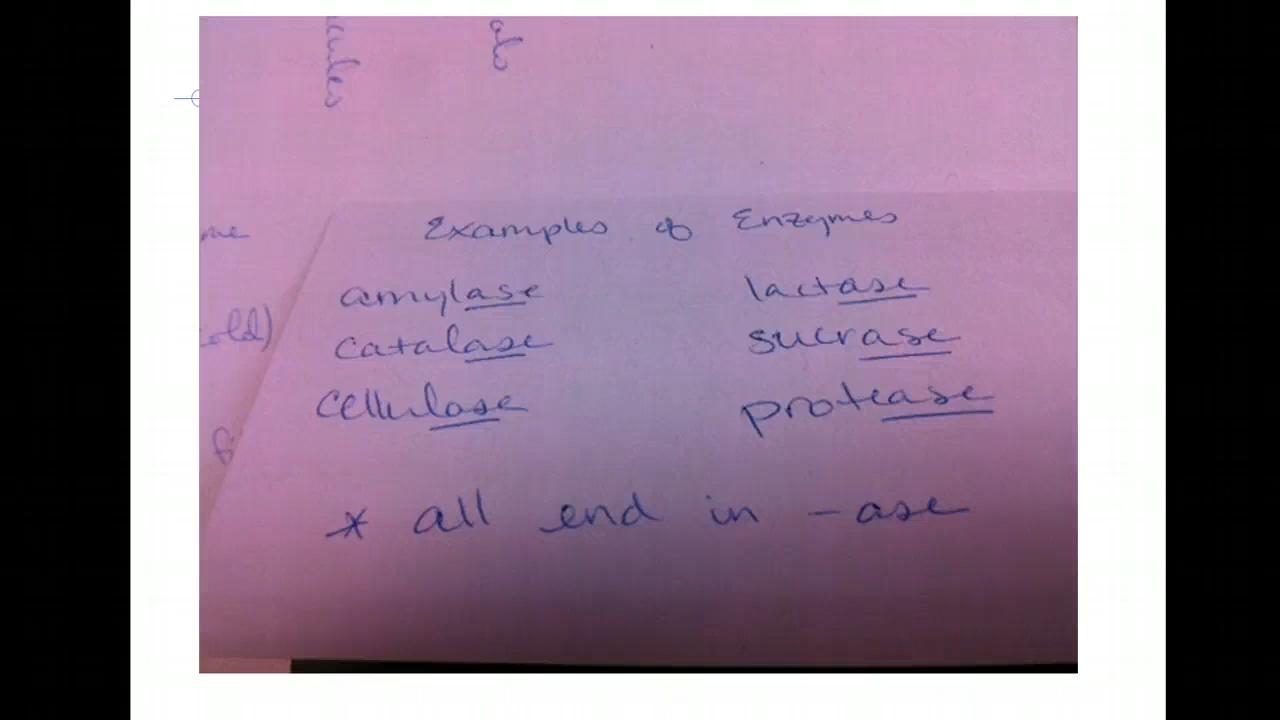 Examples of Enzymes
amylase lactase
catalase sucrase
cellulase protease
* all end in -ase